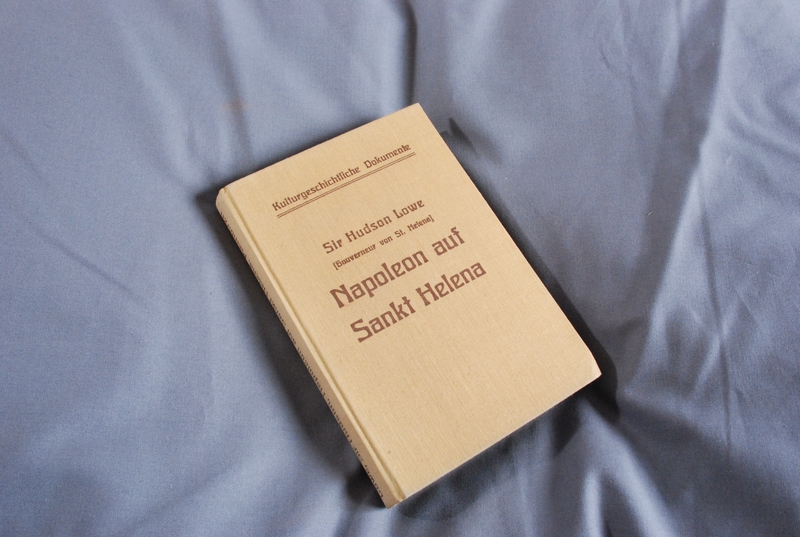 Kulturgeschichtliche Dokumente
Sir Hudson Lowe
(Gouverneur von St. Helena)
Napoleon auf
Sankt Helena